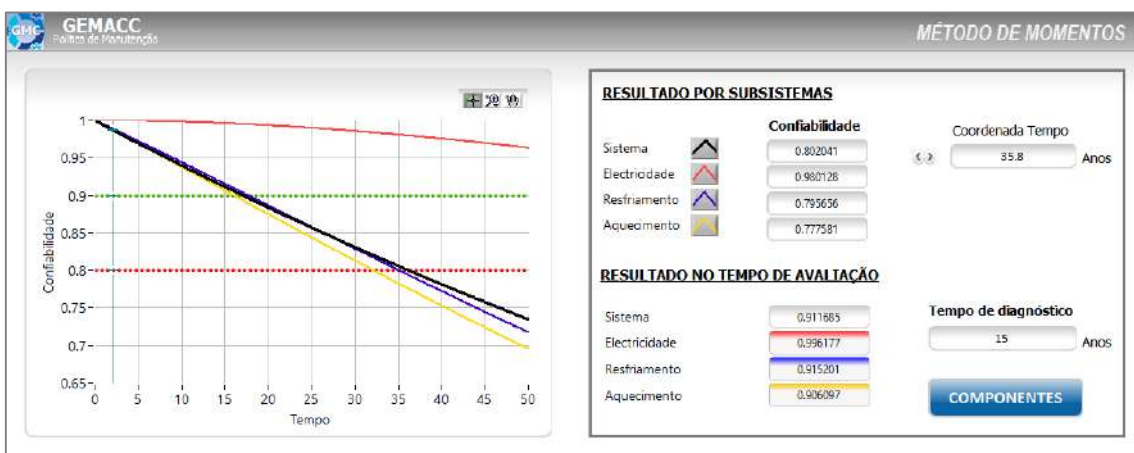 GMC
GEMACC
Política de Manutenção
MÉTODO DE MOMENTOS
Confiabilidade
1
0.95
0.9
0.85
0.8
0.75
0.7
0.65
0 5 10 15 20 25 30 35 40 45 50
Tempo
RESULTADO POR SUBSISTEMAS
Confiabilidade
Sistema 0.802041
Electricidade 0.980128
Resfriamento 0.795656
Aquecimento 0.777581
Coordenada Tempo
35.8 Anos
RESULTADO NO TEMPO DE AVALTAÇÃO
Sistema 0.911685
Electricidade 0.996177
Resfriamento 0.915201
Aquecimento 0.906097
Tempo de diagnóstico
15 Anos
COMPONENTES